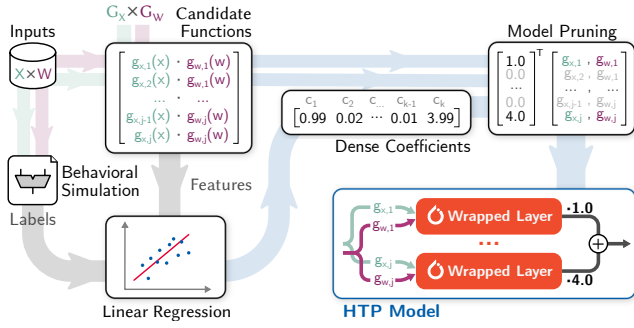 Inputs
G_X×G_W
Candidate
Functions
Model Pruning
X×W
g_x,1(x) · g_w,1(w)
g_x,2(x) · g_w,1(w)
... · ...
g_x,j-1(x) · g_w,j(w)
g_x,j(x) · g_w,j(w)
1.0
0.0
...
0.0
4.0
T
g_x,1 , g_w,1
g_x,2 , g_w,1
... , ...
g_x,j-1 , g_w,j
g_x,j , g_w,j
c_1 c_2 c_... c_k-1 c_k
[0.99 0.02 ··· 0.01 3.99]
Dense Coefficients
Behavioral
Simulation
Labels
Features
Linear Regression
g_x,1
g_w,1
Wrapped Layer
·1.0
...
+
g_x,j
g_w,j
Wrapped Layer
·4.0
HTP Model